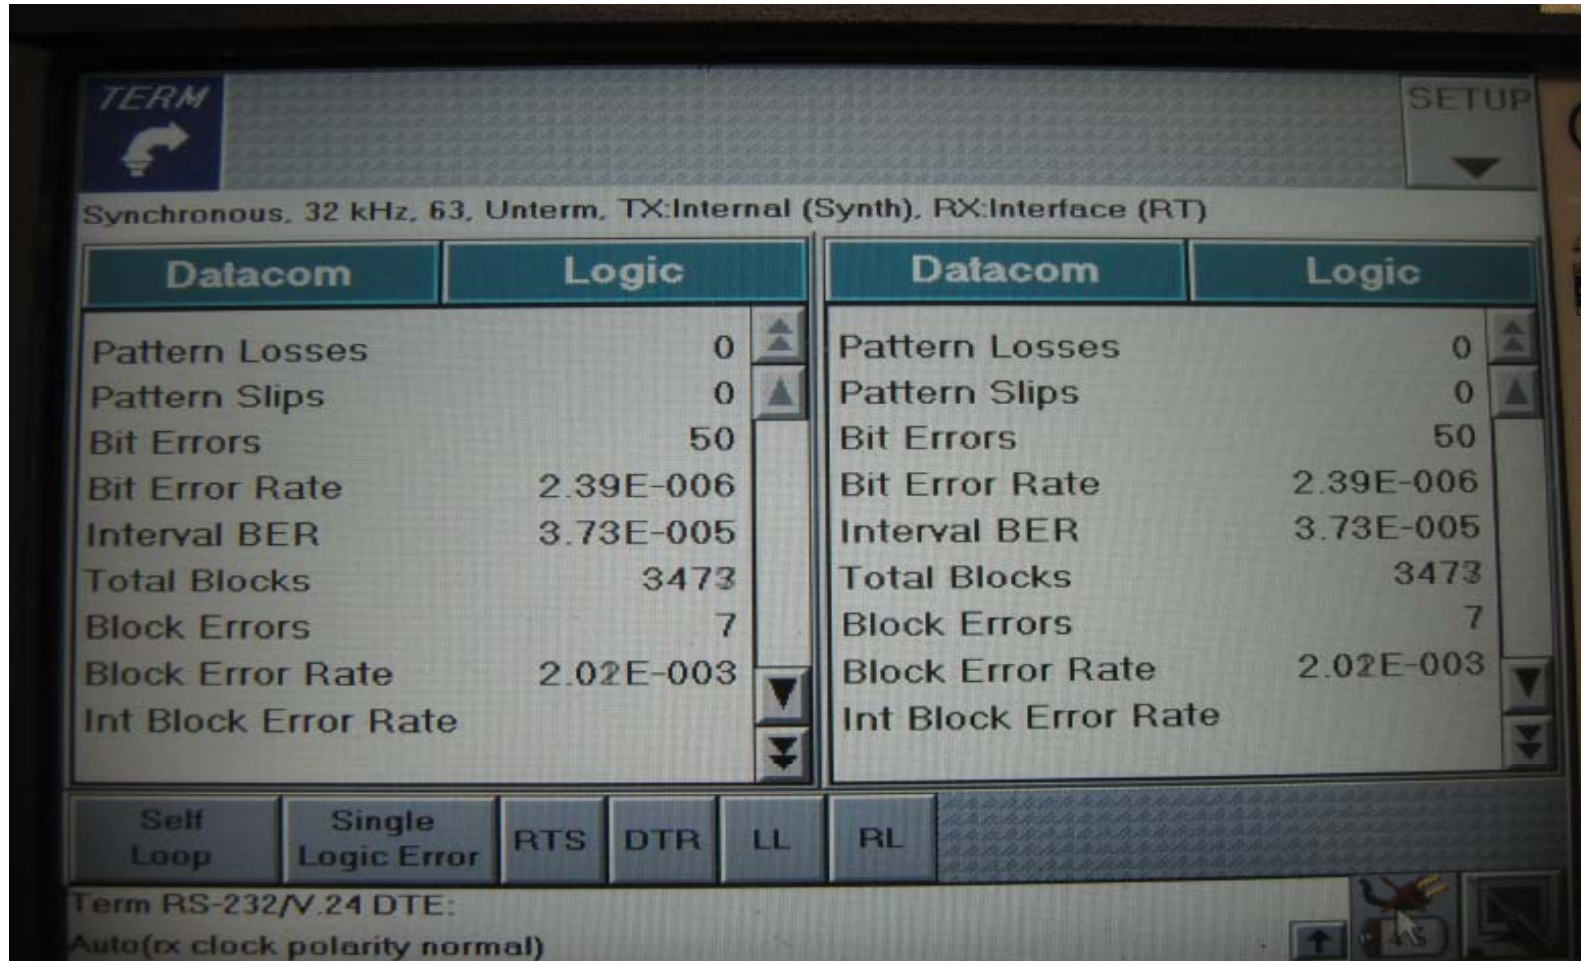 TERM
SETUP
Synchronous, 32 kHz, 63, Unterm, TX:Internal (Synth), RX:Interface (RT)
Datacom Logic
Pattern Losses 0
Pattern Slips 0
Bit Errors 50
Bit Error Rate 2.39E-006
Interval BER 3.73E-005
Total Blocks 3473
Block Errors 7
Block Error Rate 2.02E-003
Int Block Error Rate
Datacom Logic
Pattern Losses 0
Pattern Slips 0
Bit Errors 50
Bit Error Rate 2.39E-006
Interval BER 3.73E-005
Total Blocks 3473
Block Errors 7
Block Error Rate 2.02E-003
Int Block Error Rate
Self
Loop
Single
Logic Error
RTS
DTR
LL
RL
Term RS-232/V.24 DTE:
Auto(rx clock polarity normal)